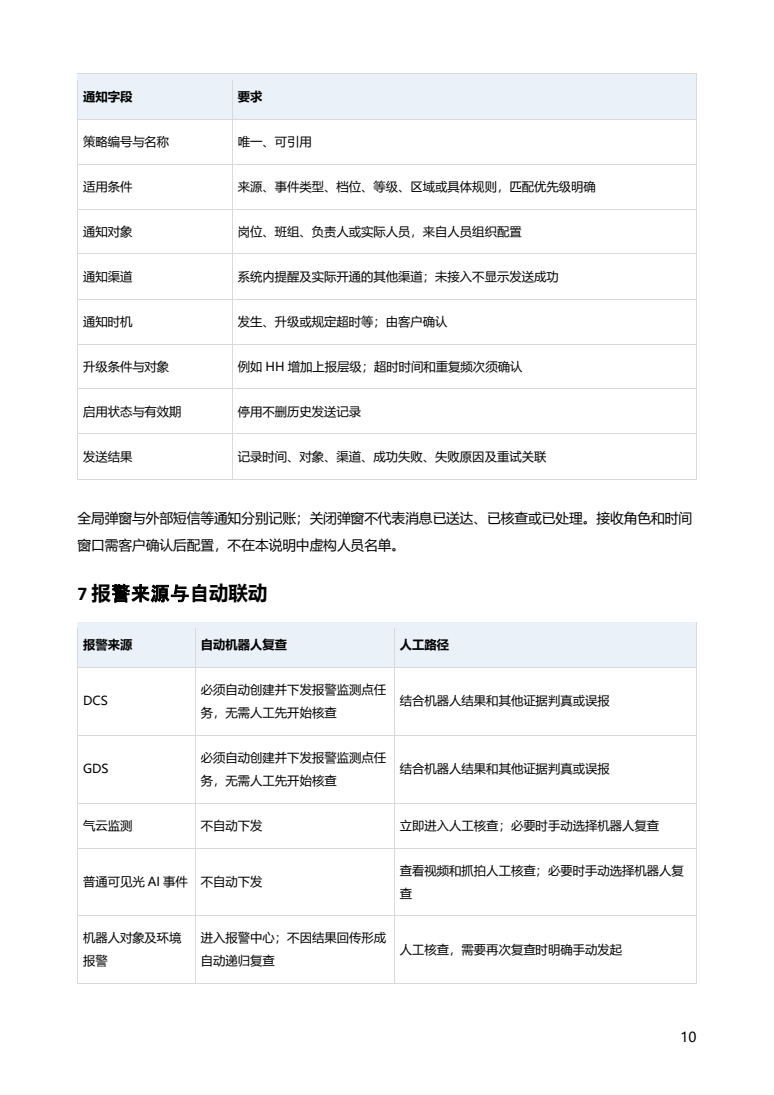 通知字段 要求
策略编号与名称 唯一、可引用
适用条件 来源、事件类型、档位、等级、区域或具体规则，匹配优先级明确
通知对象 岗位、班组、负责人或实际人员，来自人员组织配置
通知渠道 系统内提醒及实际开通的其他渠道；未接入不显示发送成功
通知时机 发生、升级或规定超时等；由客户确认
升级条件与对象 例如 HH 增加上报层级；超时时间和重复频次须确认
启用状态与有效期 停用不删历史发送记录
发送结果 记录时间、对象、渠道、成功失败、失败原因及重试关联
全局弹窗与外部短信等通知分别记账；关闭弹窗不代表消息已送达、已核查或已处理。接收角色和时间
窗口需客户确认后配置，不在本说明中虚构人员名单。
7 报警来源与自动联动
报警来源 自动机器人复查 人工路径
DCS 必须自动创建并下发报警监测点任
务，无需人工先开始核查 结合机器人结果和其他证据判真或误报
GDS 必须自动创建并下发报警监测点任
务，无需人工先开始核查 结合机器人结果和其他证据判真或误报
气云监测 不自动下发 立即进入人工核查；必要时手动选择机器人复查
普通可见光 AI 事件 不自动下发 查看视频和抓拍人工核查；必要时手动选择机器人复
查
机器人对象及环境 进入报警中心；不因结果回传形成
报警 自动递归复查 人工核查，需要再次复查时明确手动发起
10